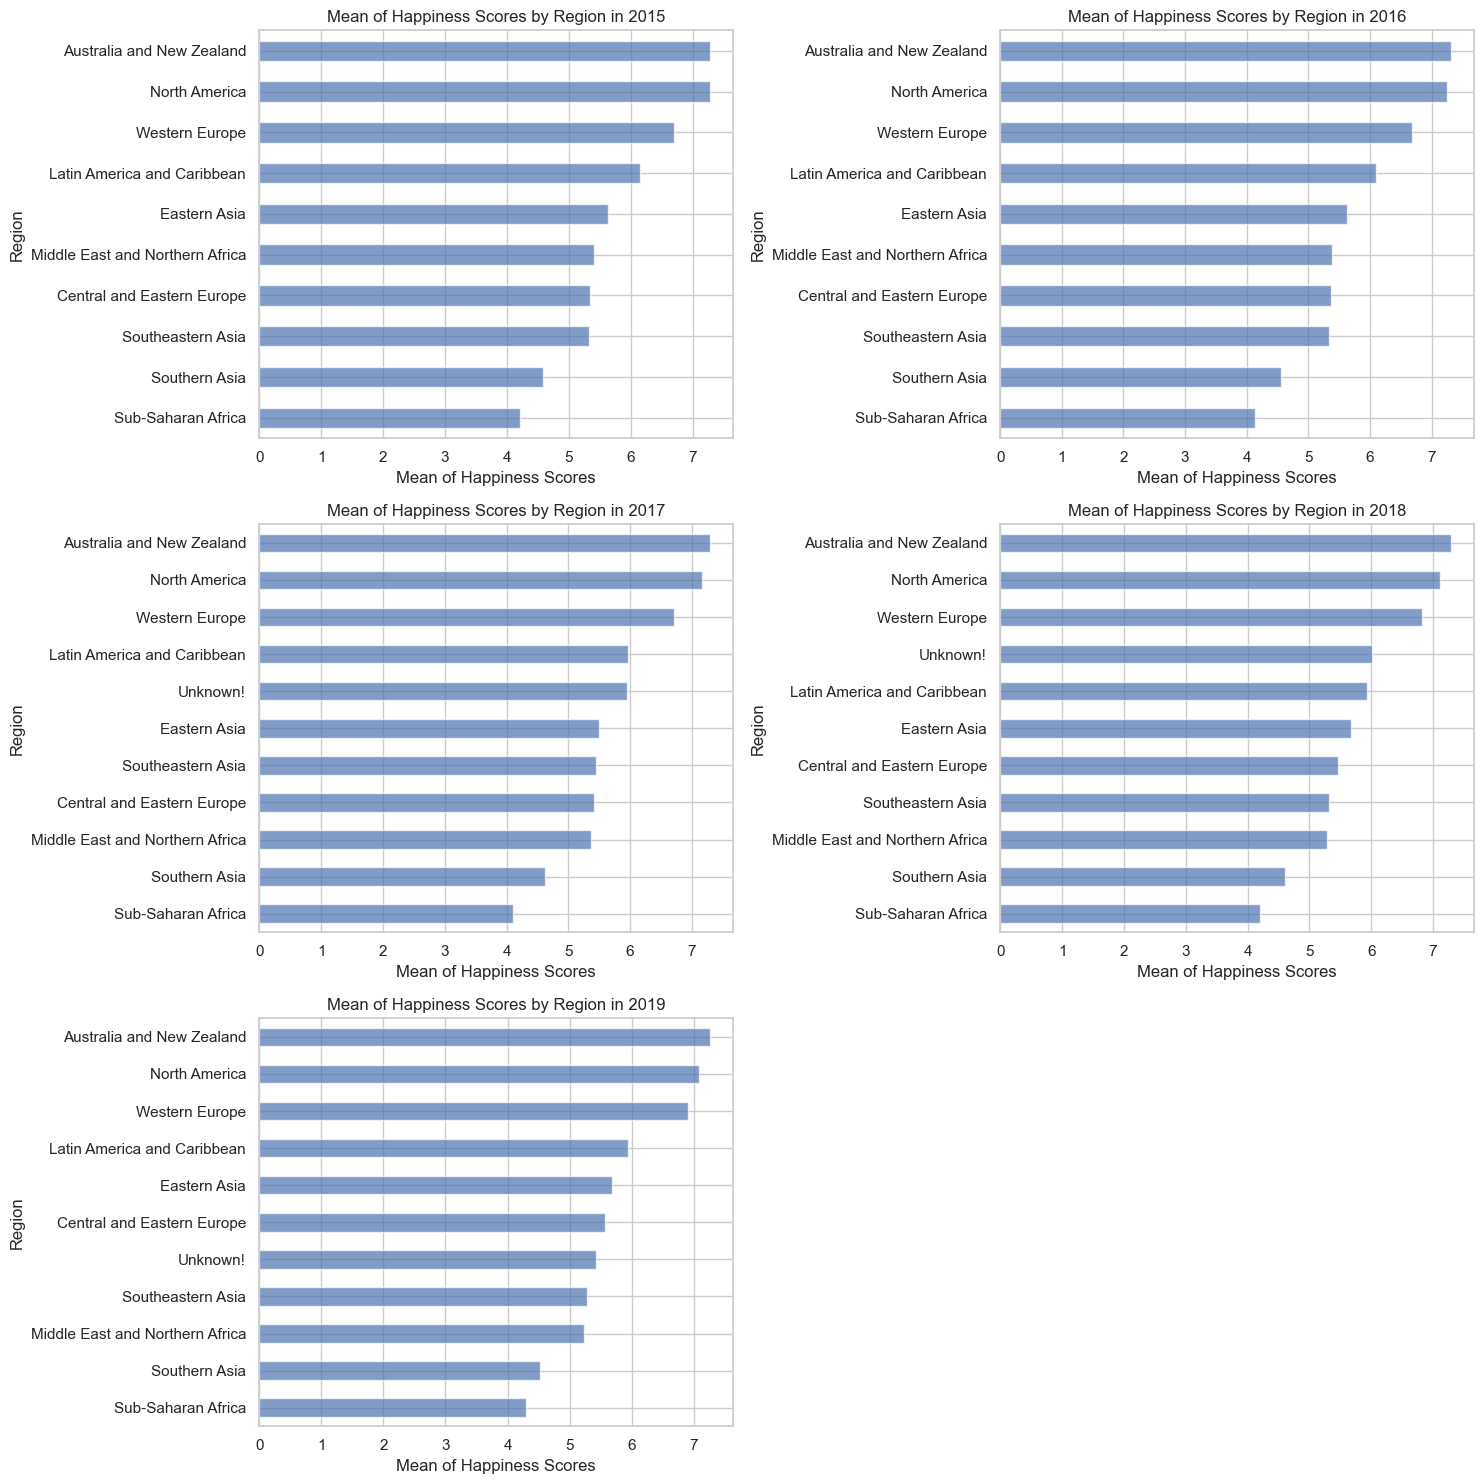 Mean of Happiness Scores by Region in 2015
Region
Australia and New Zealand
North America
Western Europe
Latin America and Caribbean
Eastern Asia
Middle East and Northern Africa
Central and Eastern Europe
Southeastern Asia
Southern Asia
Sub-Saharan Africa
0 1 2 3 4 5 6 7
Mean of Happiness Scores
Mean of Happiness Scores by Region in 2016
Region
Australia and New Zealand
North America
Western Europe
Latin America and Caribbean
Eastern Asia
Middle East and Northern Africa
Central and Eastern Europe
Southeastern Asia
Southern Asia
Sub-Saharan Africa
0 1 2 3 4 5 6 7
Mean of Happiness Scores
Mean of Happiness Scores by Region in 2017
Region
Australia and New Zealand
North America
Western Europe
Latin America and Caribbean
Unknown!
Eastern Asia
Southeastern Asia
Central and Eastern Europe
Middle East and Northern Africa
Southern Asia
Sub-Saharan Africa
0 1 2 3 4 5 6 7
Mean of Happiness Scores
Mean of Happiness Scores by Region in 2018
Region
Australia and New Zealand
North America
Western Europe
Unknown!
Latin America and Caribbean
Eastern Asia
Central and Eastern Europe
Southeastern Asia
Middle East and Northern Africa
Southern Asia
Sub-Saharan Africa
0 1 2 3 4 5 6 7
Mean of Happiness Scores
Mean of Happiness Scores by Region in 2019
Region
Australia and New Zealand
North America
Western Europe
Latin America and Caribbean
Eastern Asia
Central and Eastern Europe
Unknown!
Southeastern Asia
Middle East and Northern Africa
Southern Asia
Sub-Saharan Africa
0 1 2 3 4 5 6 7
Mean of Happiness Scores